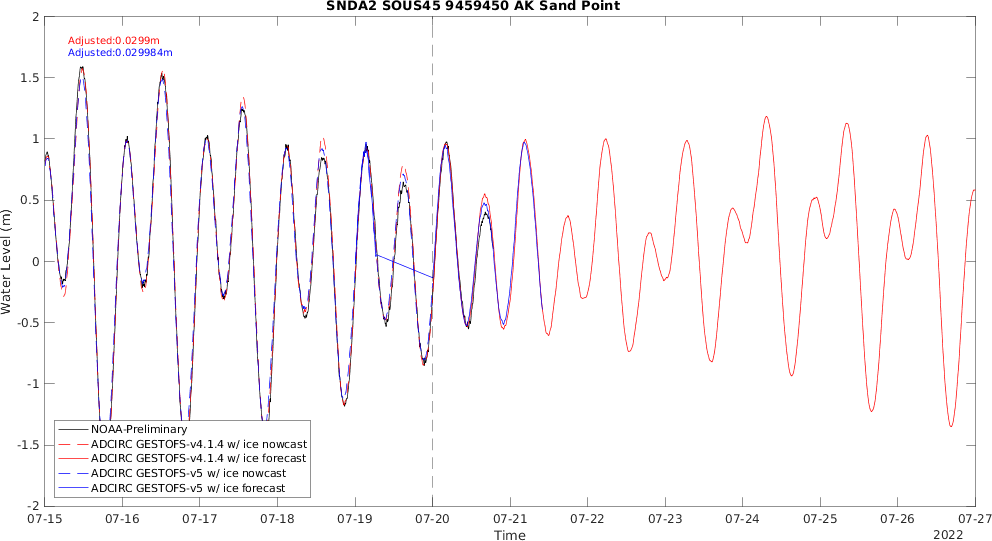 SNDA2 SOUS45 9459450 AK Sand Point
Adjusted:0.0299m
Adjusted:0.029984m
Water Level (m)
2
1.5
1
0.5
0
-0.5
-1
-1.5
-2
NOAA-Preliminary
ADCIRC GESTOFS-v4.1.4 w/ ice nowcast
ADCIRC GESTOFS-v4.1.4 w/ ice forecast
ADCIRC GESTOFS-v5 w/ ice nowcast
ADCIRC GESTOFS-v5 w/ ice forecast
07-15 07-16 07-17 07-18 07-19 07-20 07-21 07-22 07-23 07-24 07-25 07-26 07-27
Time
2022